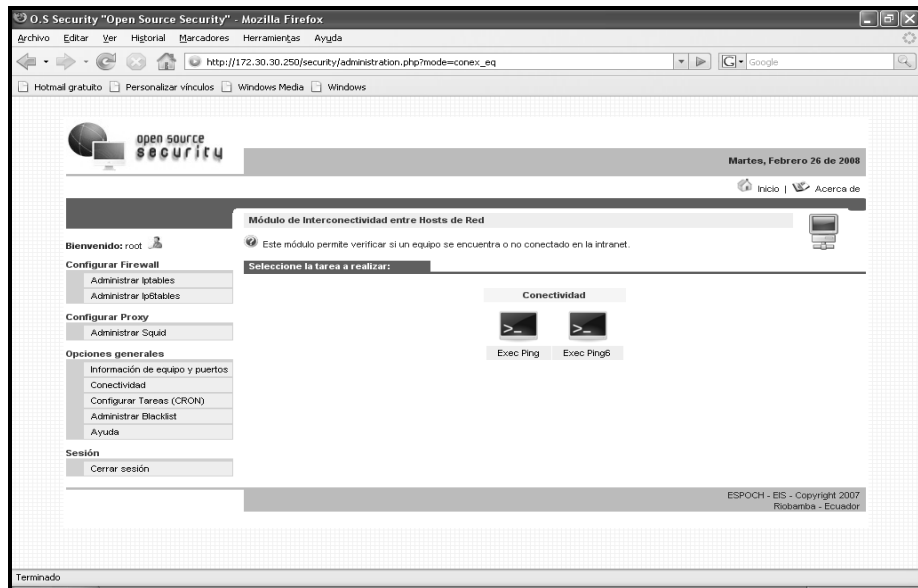 O.S Security "Open Source Security" - Mozilla Firefox
Archivo Editar Ver Historial Marcadores Herramientas Ayuda
http://172.30.30.250/security/administration.php?mode=conex_eq
Google
Hotmail gratuito Personalizar vínculos Windows Media Windows
open source
security
Martes, Febrero 26 de 2008
Inicio | Acerca de
Módulo de Interconectividad entre Hosts de Red
Bienvenido: root
Este módulo permite verificar si un equipo se encuentra o no conectado en la intranet.
Configurar Firewall
Seleccione la tarea a realizar:
Administrar Iptables
Administrar Ip6tables
Conectividad
Configurar Proxy
Administrar Squid
Exec Ping Exec Ping6
Opciones generales
Información de equipo y puertos
Conectividad
Configurar Tareas (CRON)
Administrar Blacklist
Ayuda
Sesión
Cerrar sesión
ESPOCH - EIS - Copyright 2007
Riobamba - Ecuador
Terminado